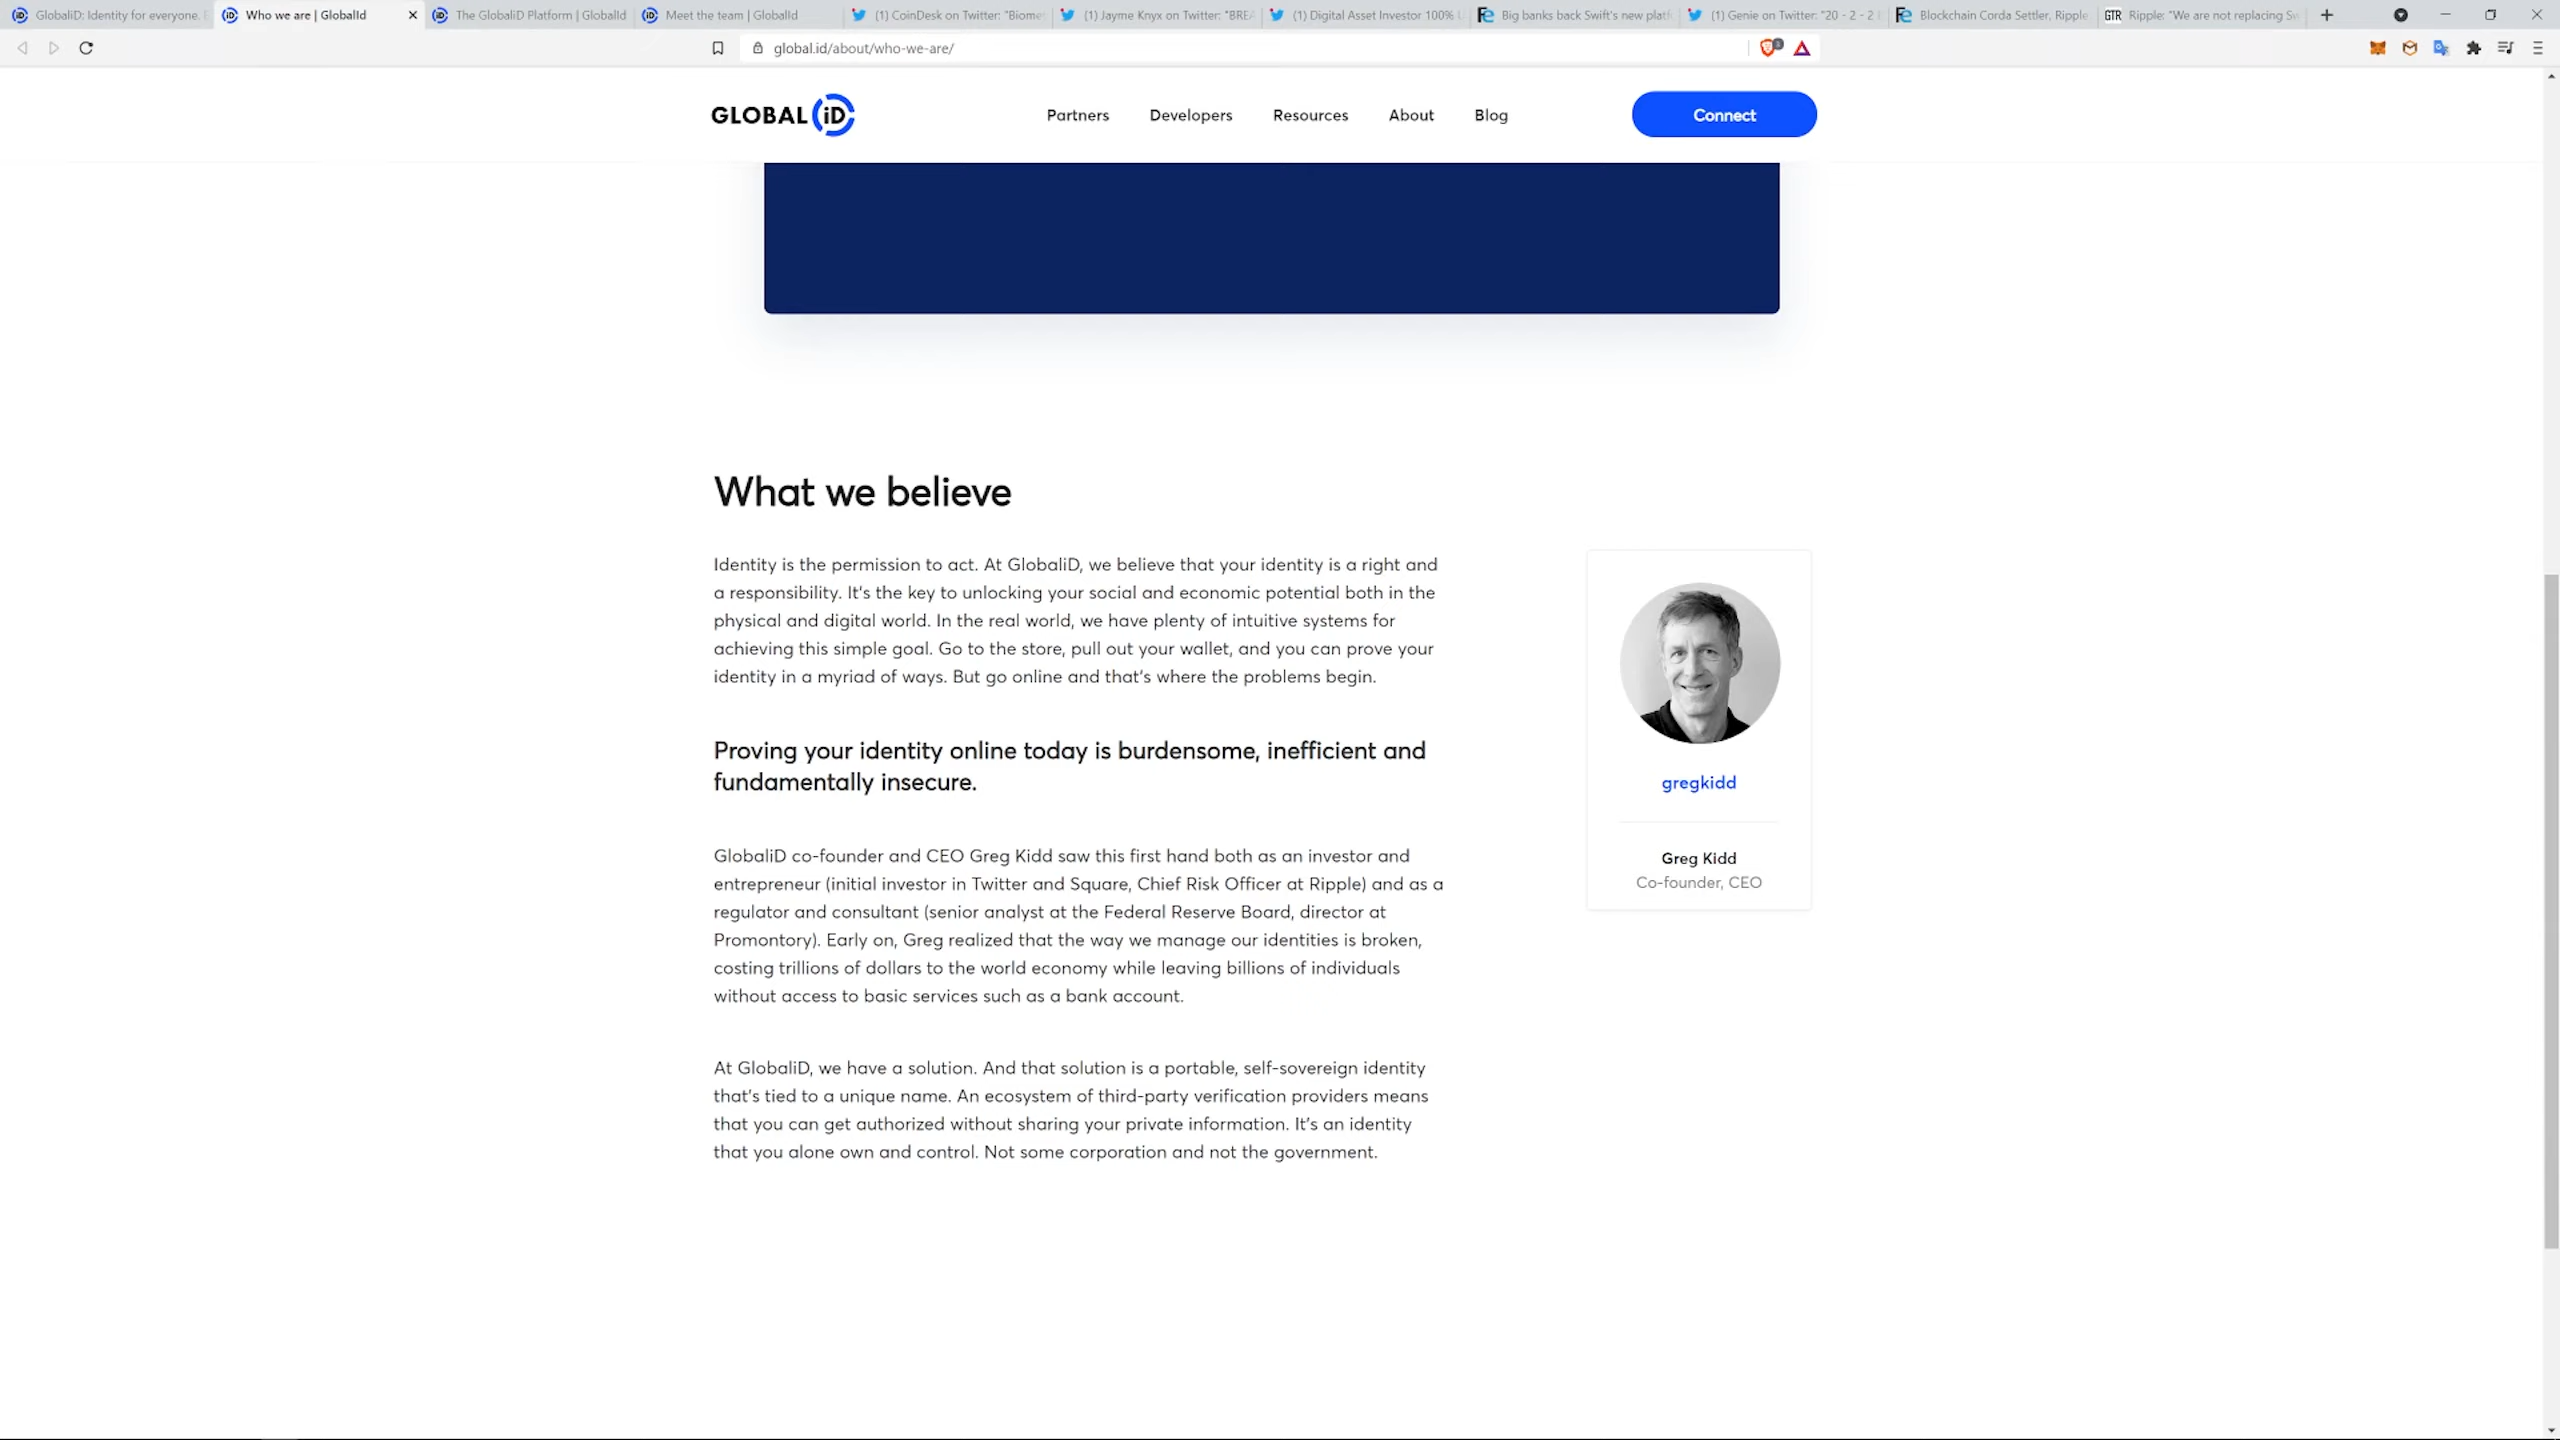 GlobaliD: Identity for everyone.
Who we are | GlobalId
The GlobaliD Platform | GlobalId
Meet the team | GlobalId
(1) CoinDesk on Twitter: "Biome
(1) Jayme Knyx on Twitter: "BREA
(1) Digital Asset Investor 100%
Big banks back Swift's new platf
(1) Genie on Twitter: "20 - 2 - 2
Blockchain Corda Settler, Ripple
GTR Ripple: "We are not replacing Sw
global.id/about/who-we-are/
GLOBAL iD
Partners
Developers
Resources
About
Blog
Connect
What we believe
Identity is the permission to act. At GlobaliD, we believe that your identity is a right and
a responsibility. It's the key to unlocking your social and economic potential both in the
physical and digital world. In the real world, we have plenty of intuitive systems for
achieving this simple goal. Go to the store, pull out your wallet, and you can prove your
identity in a myriad of ways. But go online and that's where the problems begin.
Proving your identity online today is burdensome, inefficient and
fundamentally insecure.
GlobaliD co-founder and CEO Greg Kidd saw this first hand both as an investor and
entrepreneur (initial investor in Twitter and Square, Chief Risk Officer at Ripple) and as a
regulator and consultant (senior analyst at the Federal Reserve Board, director at
Promontory). Early on, Greg realized that the way we manage our identities is broken,
costing trillions of dollars to the world economy while leaving billions of individuals
without access to basic services such as a bank account.
At GlobaliD, we have a solution. And that solution is a portable, self-sovereign identity
that's tied to a unique name. An ecosystem of third-party verification providers means
that you can get authorized without sharing your private information. It's an identity
that you alone own and control. Not some corporation and not the government.
gregkidd
Greg Kidd
Co-founder, CEO